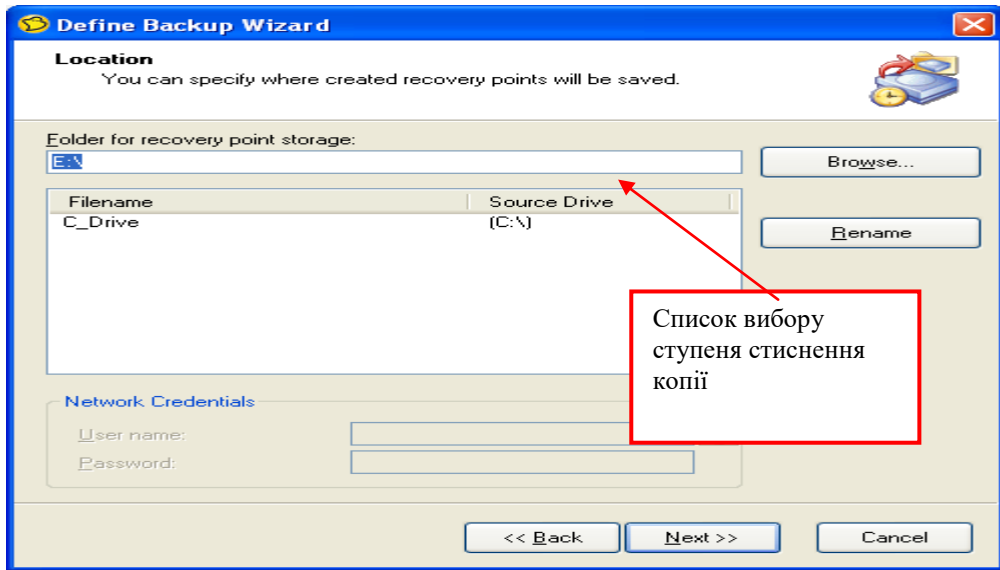 Define Backup Wizard
Location
You can specify where created recovery points will be saved.
Folder for recovery point storage:
E:\
Browse...
Filename Source Drive
C_Drive (C:\)
Rename
Список вибору
ступеня стиснення
копії
Network Credentials
User name:
Password:
<< Back Next >> Cancel